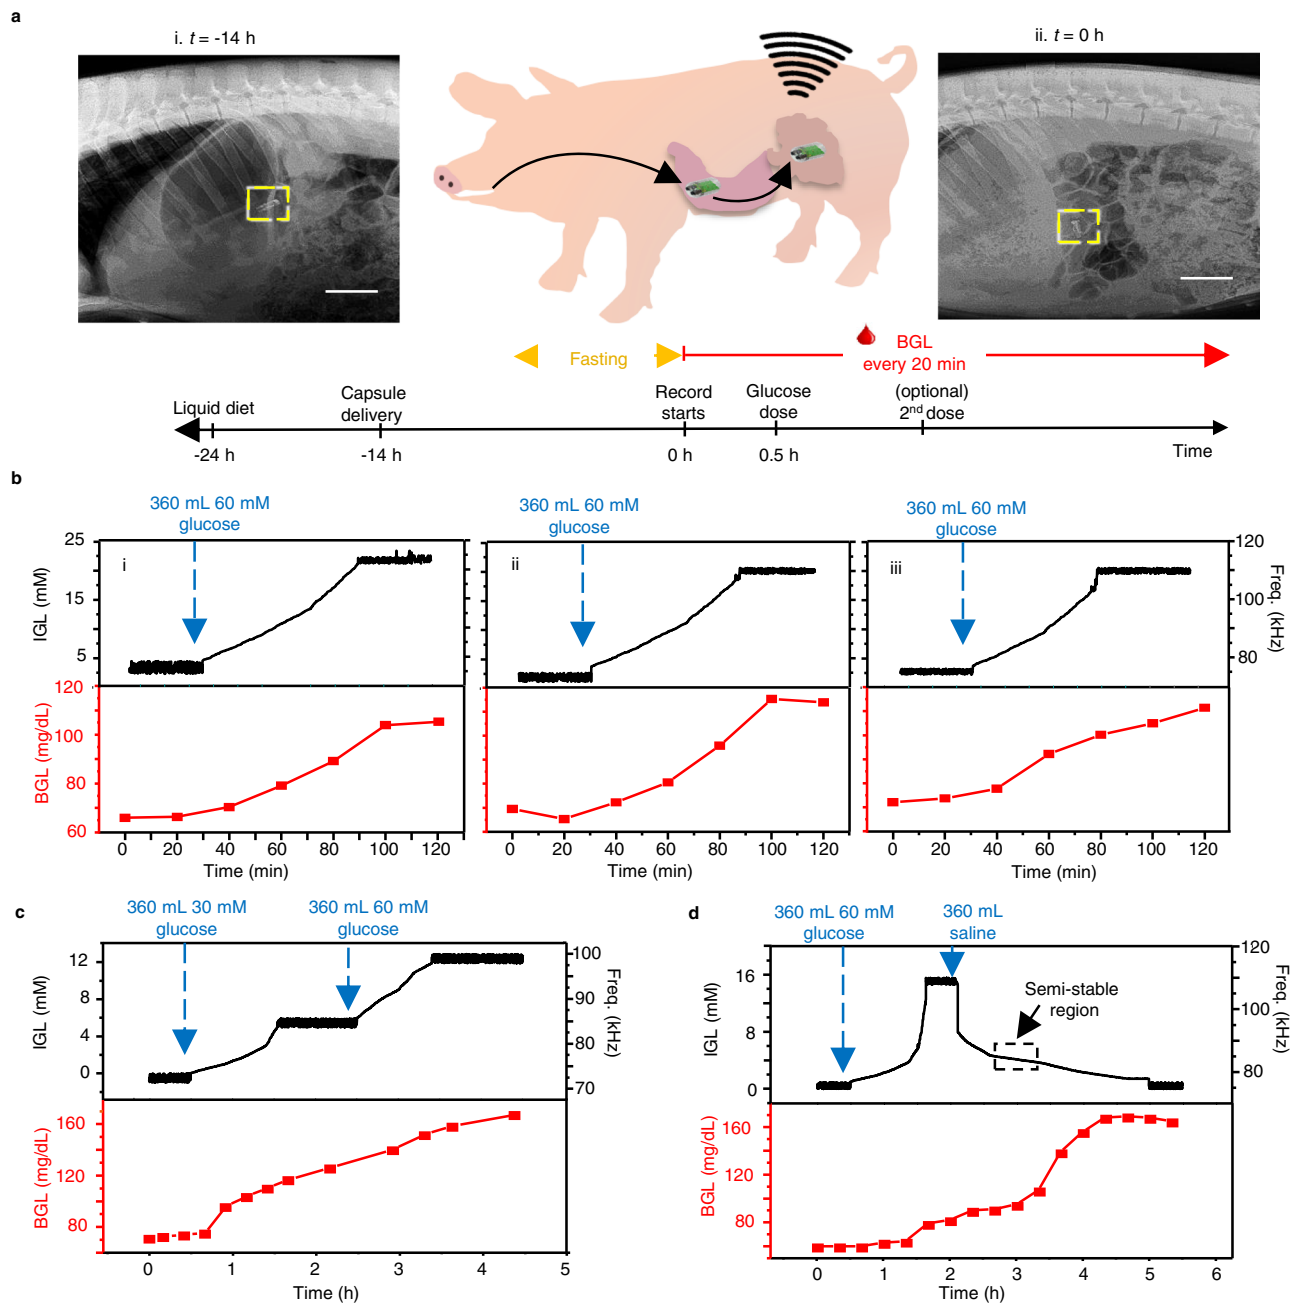 a
i. t = -14 h
ii. t = 0 h
Fasting
BGL
every 20 min
Liquid diet
Capsule
delivery
Record
starts
Glucose
dose
(optional)
2nd dose
-24 h
-14 h
0 h
0.5 h
Time
b
360 mL 60 mM
glucose
360 mL 60 mM
glucose
360 mL 60 mM
glucose
i
ii
iii
IGL (mM)
25
15
5
120
100
80
Freq. (kHz)
BGL (mg/dL)
120
100
80
60
0 20 40 60 80 100 120
Time (min)
0 20 40 60 80 100 120
Time (min)
0 20 40 60 80 100 120
Time (min)
c
360 mL 30 mM
glucose
360 mL 60 mM
glucose
IGL (mM)
12
8
4
0
100
90
80
70
Freq. (kHz)
BGL (mg/dL)
160
120
80
0 1 2 3 4 5
Time (h)
d
360 mL 60 mM
glucose
360 mL
saline
Semi-stable
region
IGL (mM)
16
8
0
120
100
80
Freq. (kHz)
BGL (mg/dL)
160
120
80
0 1 2 3 4 5 6
Time (h)